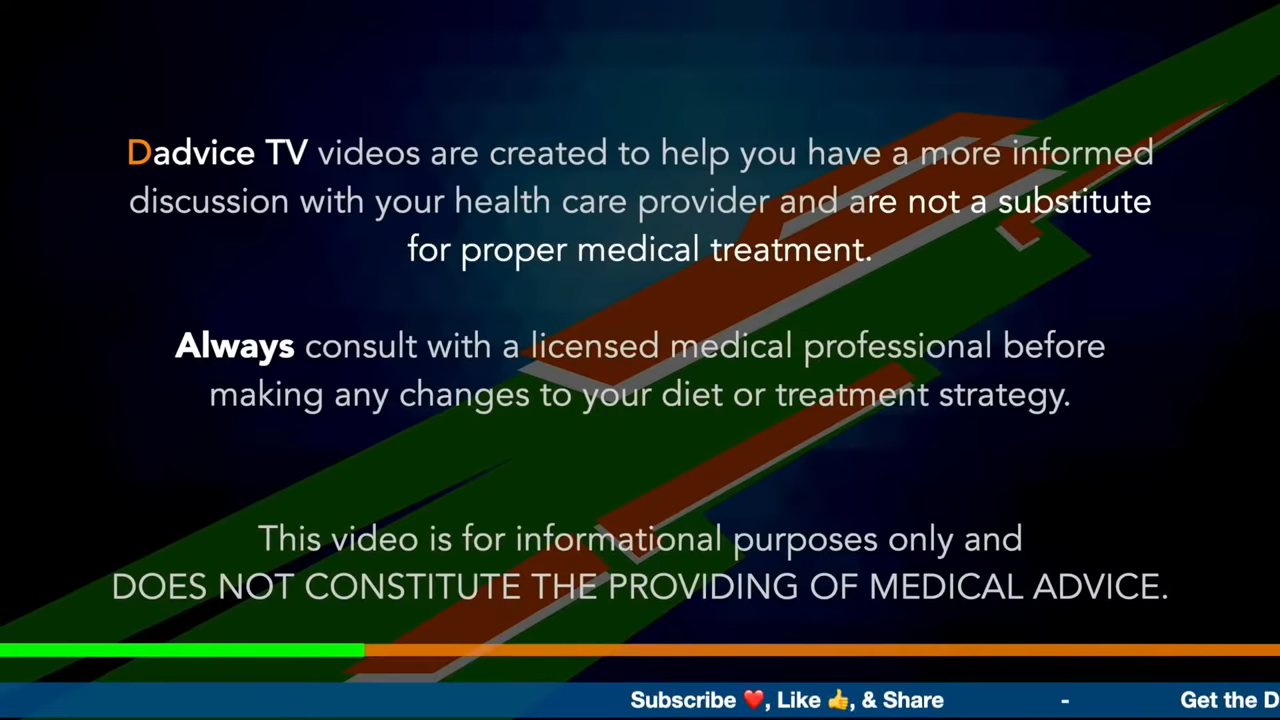 Dadvice TV videos are created to help you have a more informed
discussion with your health care provider and are not a substitute
for proper medical treatment.
Always consult with a licensed medical professional before
making any changes to your diet or treatment strategy.
This video is for informational purposes only and
DOES NOT CONSTITUTE THE PROVIDING OF MEDICAL ADVICE.
Subscribe ❤️, Like 👍, & Share - Get the D